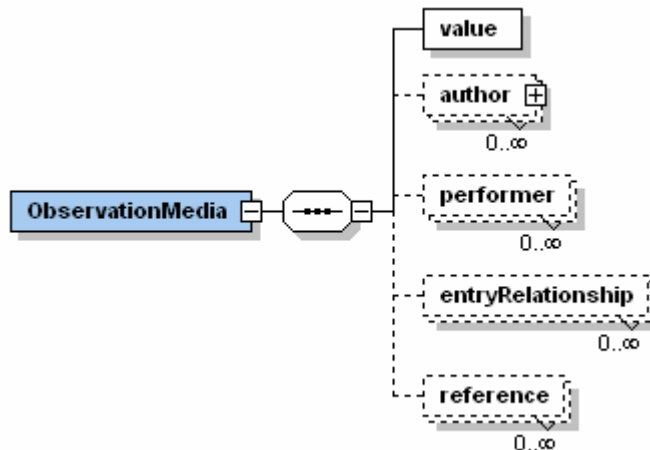 value
author
0..∞
performer
0..∞
ObservationMedia
entryRelationship
0..∞
reference
0..∞